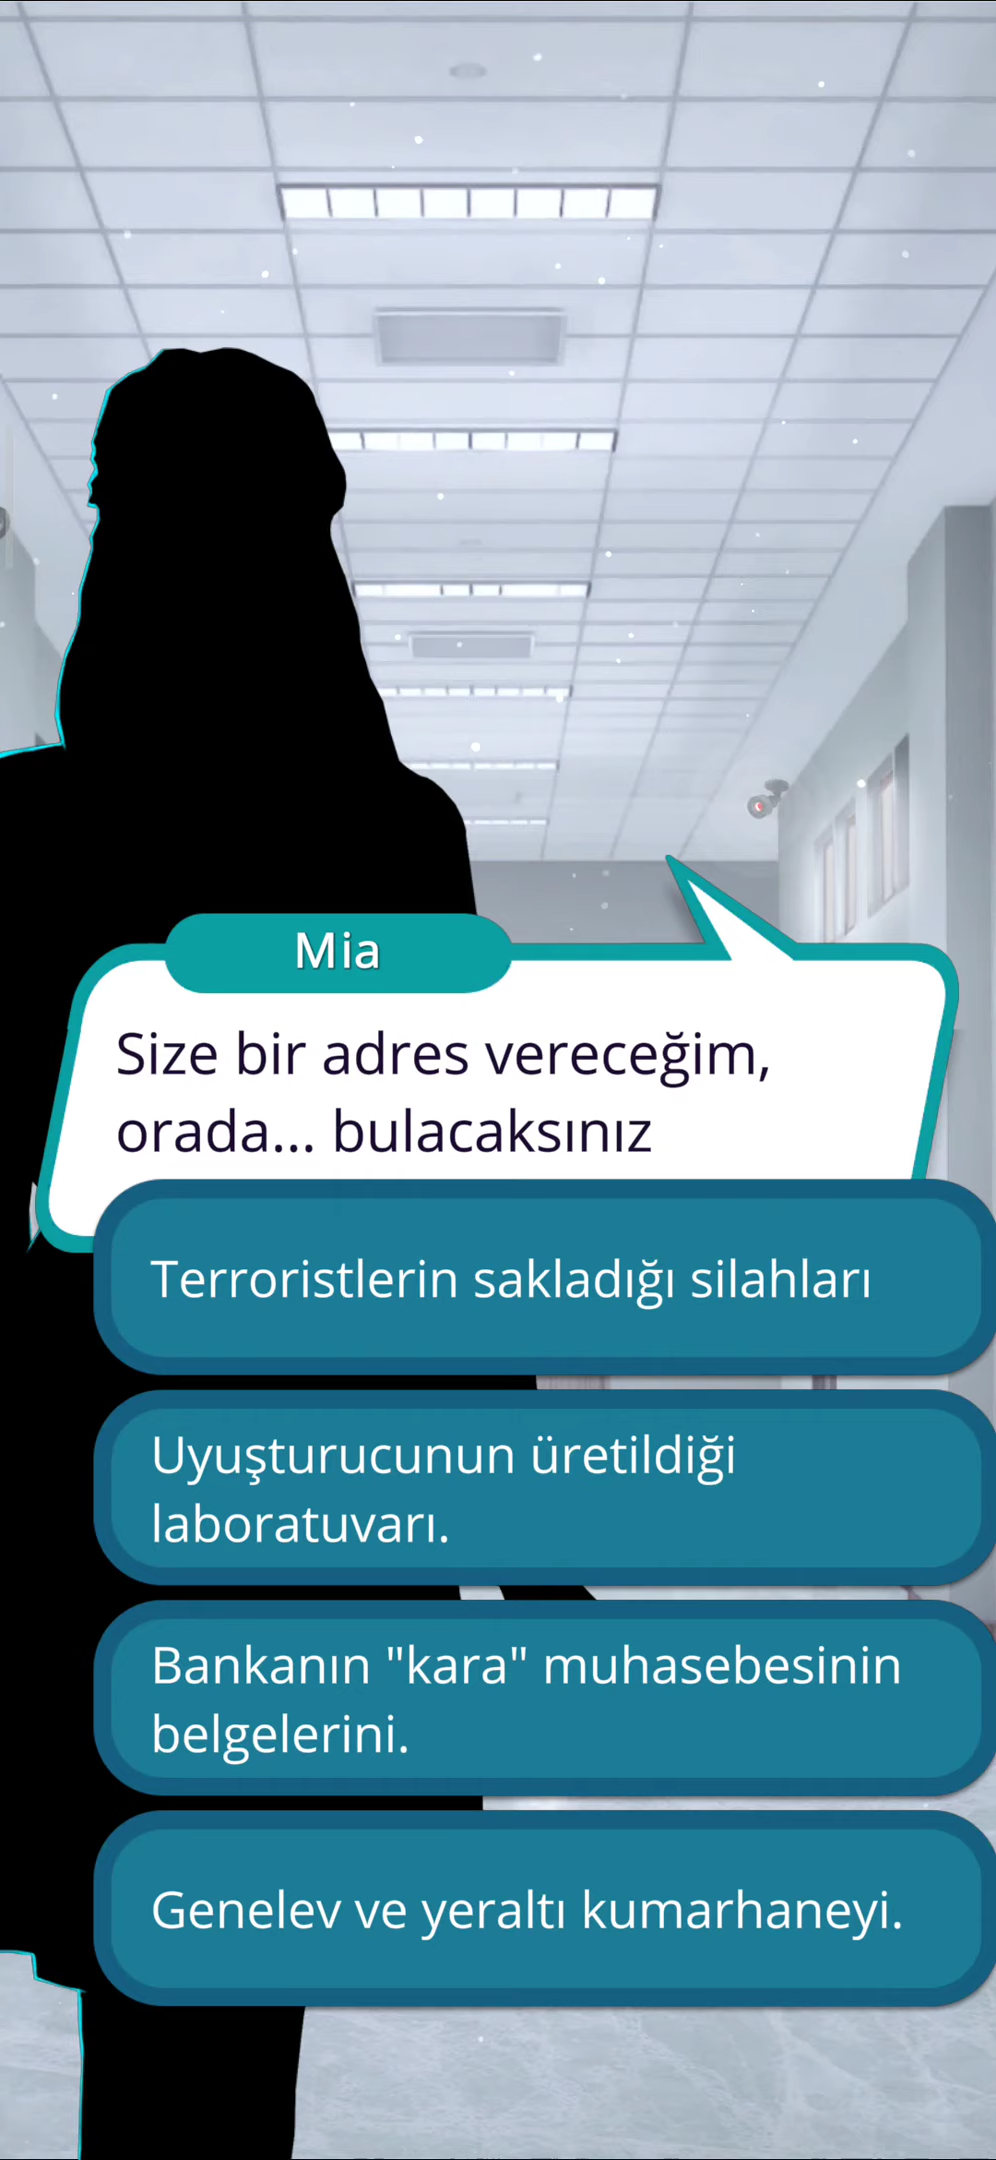 Mia
Size bir adres vereceğim,
orada... bulacaksınız
Terroristlerin sakladığı silahları
Uyuşturucunun üretildiği
laboratuvarı.
Bankanın "kara" muhasebesinin
belgelerini.
Genelev ve yeraltı kumarhaneyi.